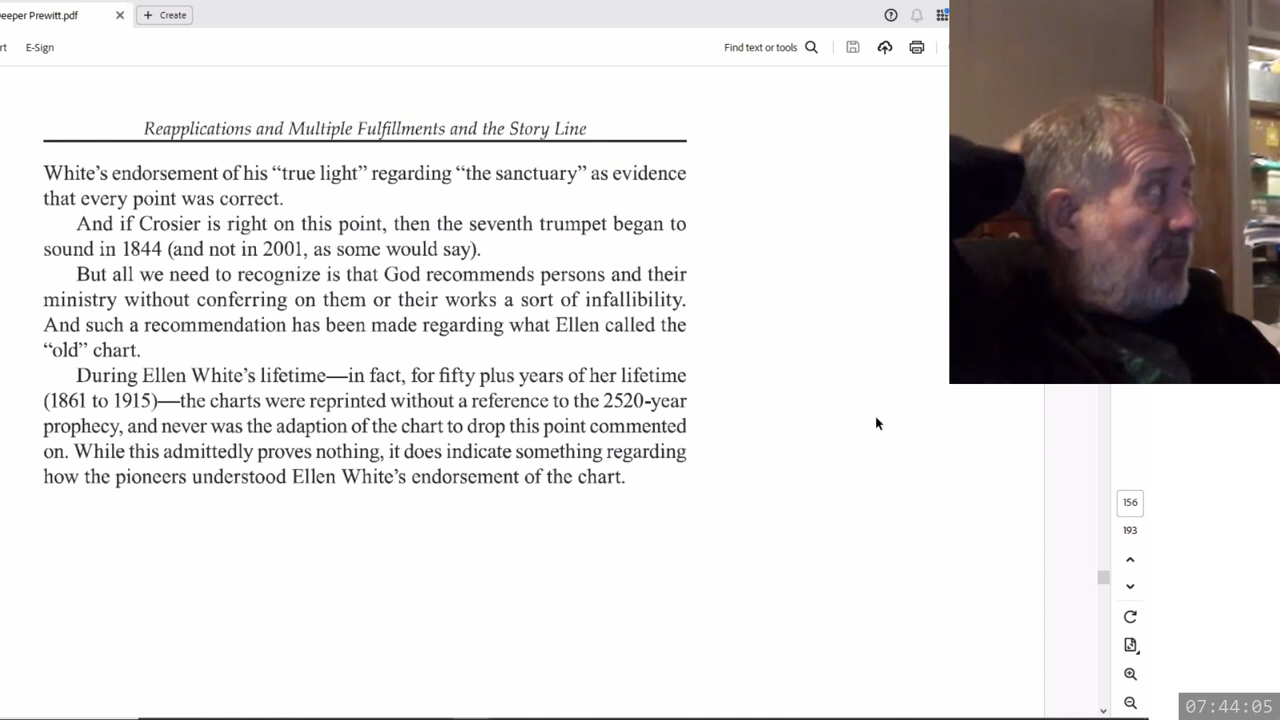 eeper Prewitt.pdf
Create
rt
E-Sign
Find text or tools
Reapplications and Multiple Fulfillments and the Story Line
White’s endorsement of his “true light” regarding “the sanctuary” as evidence
that every point was correct.
And if Crosier is right on this point, then the seventh trumpet began to
sound in 1844 (and not in 2001, as some would say).
But all we need to recognize is that God recommends persons and their
ministry without conferring on them or their works a sort of infallibility.
And such a recommendation has been made regarding what Ellen called the
“old” chart.
During Ellen White’s lifetime—in fact, for fifty plus years of her lifetime
(1861 to 1915)—the charts were reprinted without a reference to the 2520-year
prophecy, and never was the adaption of the chart to drop this point commented
on. While this admittedly proves nothing, it does indicate something regarding
how the pioneers understood Ellen White’s endorsement of the chart.
156
193
07:44:05